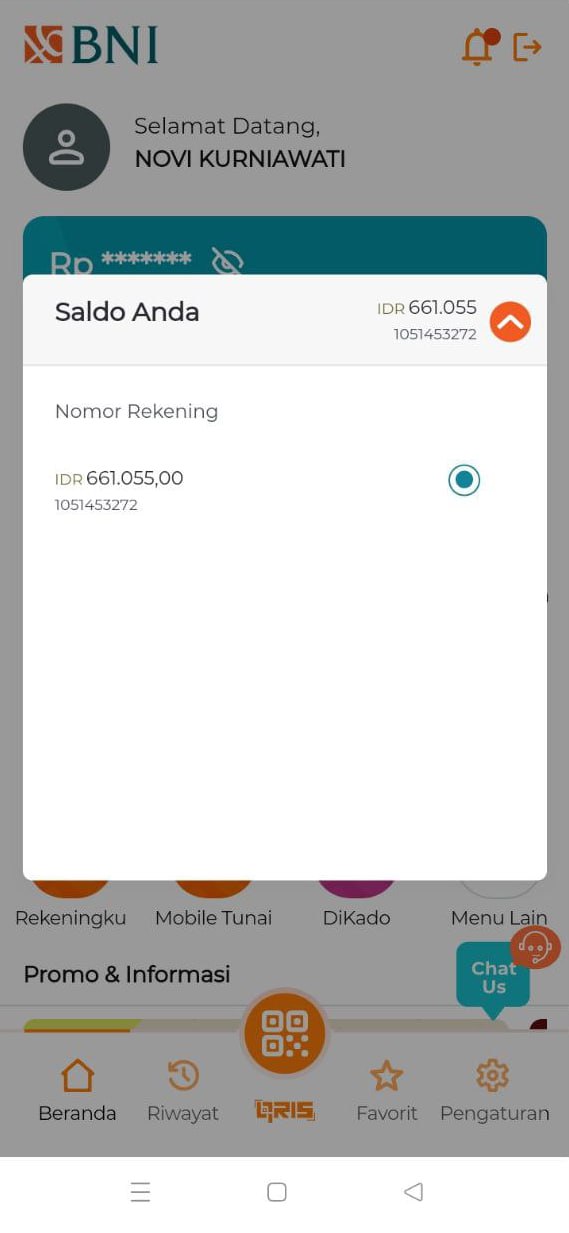 BNI
Selamat Datang,
NOVI KURNIAWATI
Rp *******
Saldo Anda
IDR 661.055
1051453272
Nomor Rekening
IDR 661.055,00
1051453272
Rekeningku Mobile Tunai DiKado Menu Lain
Promo & Informasi
Chat
Us
Beranda Riwayat QRIS Favorit Pengaturan